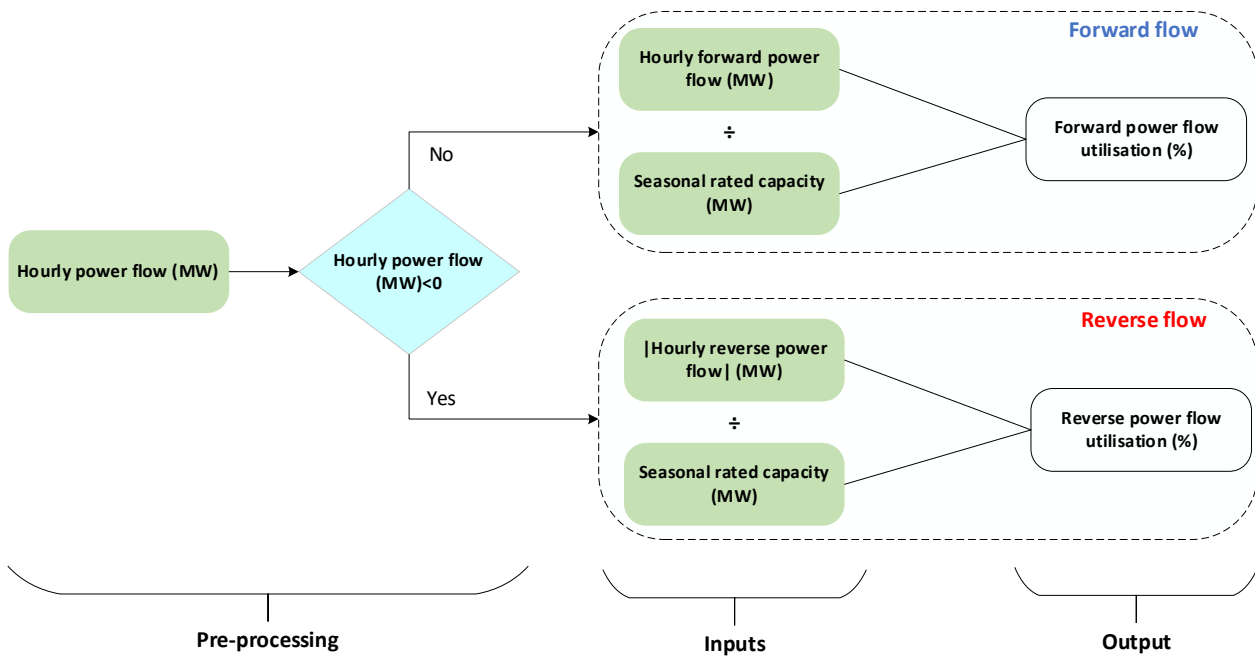 Forward flow
Hourly forward power
flow (MW)
÷
Seasonal rated capacity
(MW)
Forward power flow
utilisation (%)
No
Hourly power flow (MW)
Hourly power flow
(MW)<0
Yes
Reverse flow
|Hourly reverse power
flow| (MW)
÷
Seasonal rated capacity
(MW)
Reverse power flow
utilisation (%)
Pre-processing
Inputs
Output